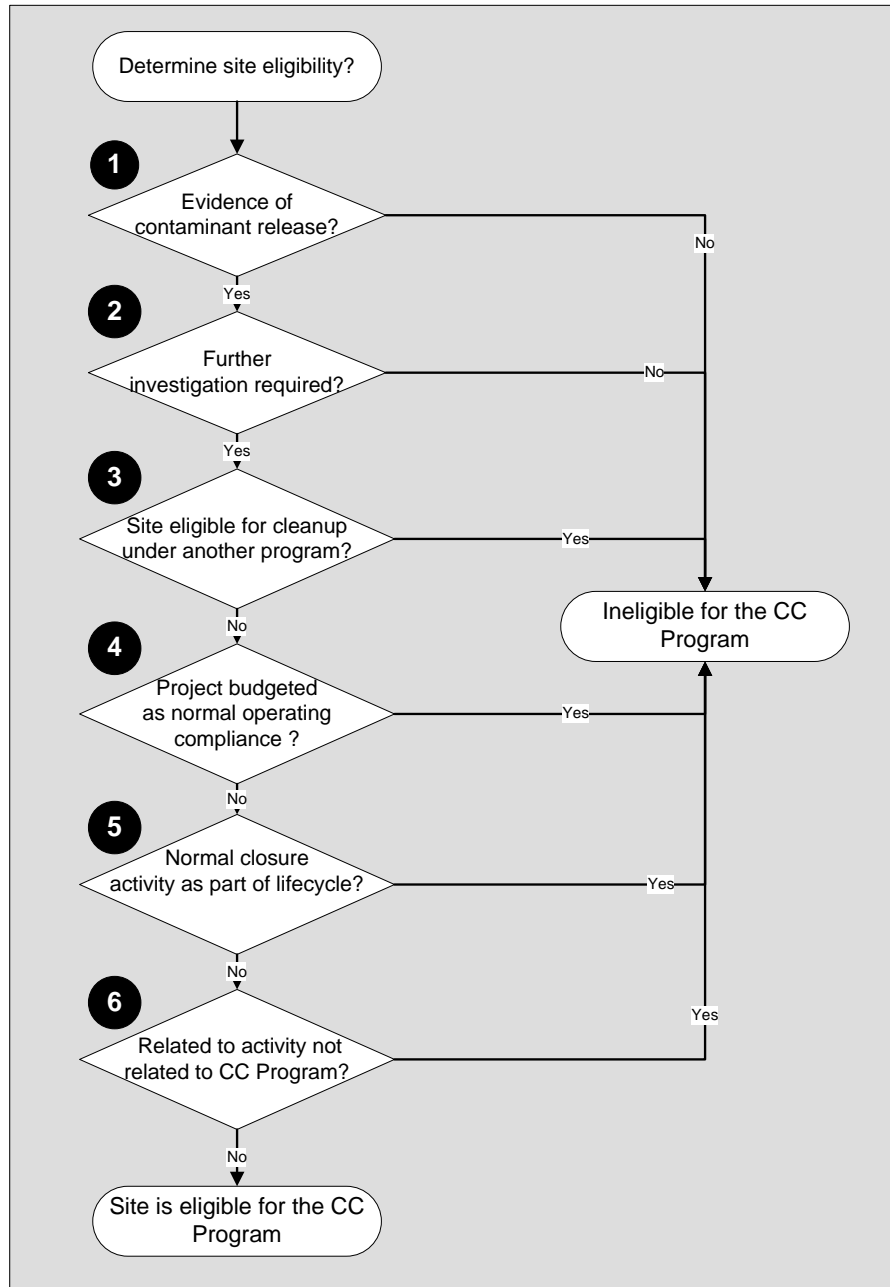 Determine site eligibility?
1
Evidence of
contaminant release?
No
Yes
2
Further
investigation required?
No
Yes
3
Site eligible for cleanup
under another program?
Yes
No
Ineligible for the CC
Program
4
Project budgeted
as normal operating
compliance ?
Yes
No
5
Normal closure
activity as part of lifecycle?
Yes
No
6
Related to activity not
related to CC Program?
Yes
No
Site is eligible for the CC
Program